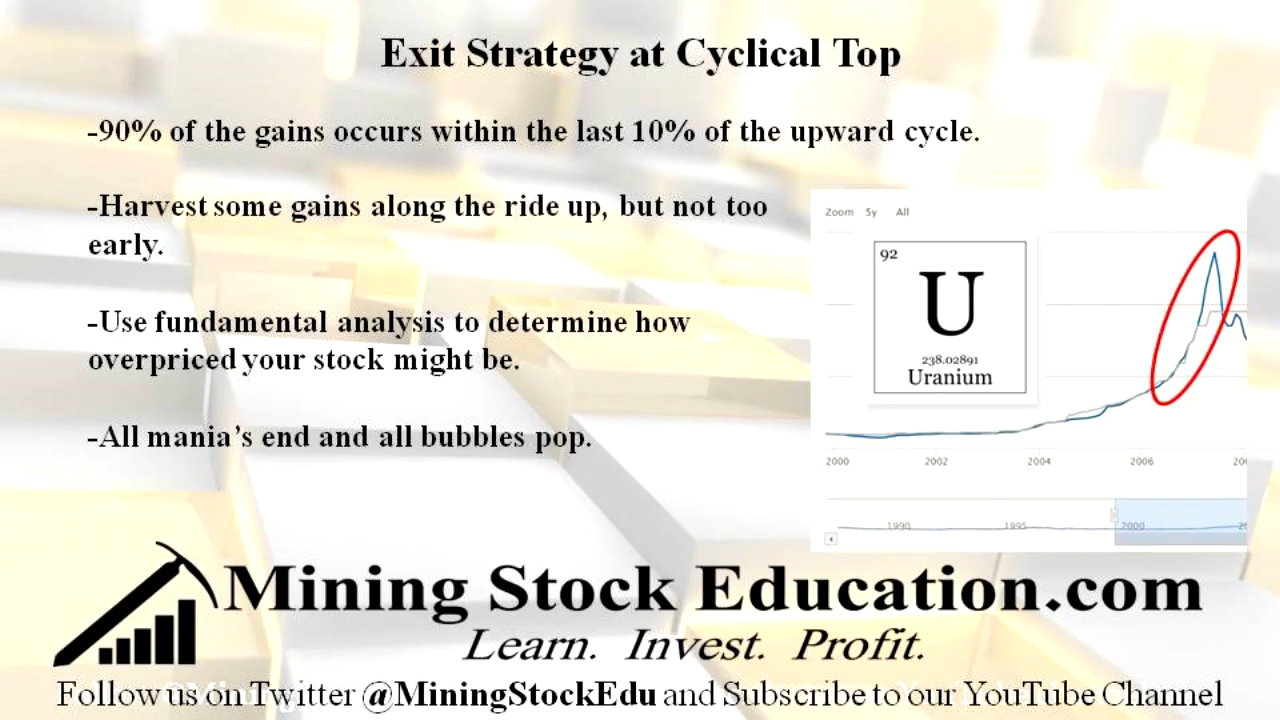 Exit Strategy at Cyclical Top
-90% of the gains occurs within the last 10% of the upward cycle.
-Harvest some gains along the ride up, but not too
early.
-Use fundamental analysis to determine how
overpriced your stock might be.
-All mania's end and all bubbles pop.
Zoom 5y All
92
U
238.02891
Uranium
2000 2002 2004 2006
1990 1995 2000
Mining Stock Education.com
Learn. Invest. Profit.
Follow us on Twitter @MiningStockEdu and Subscribe to our YouTube Channel